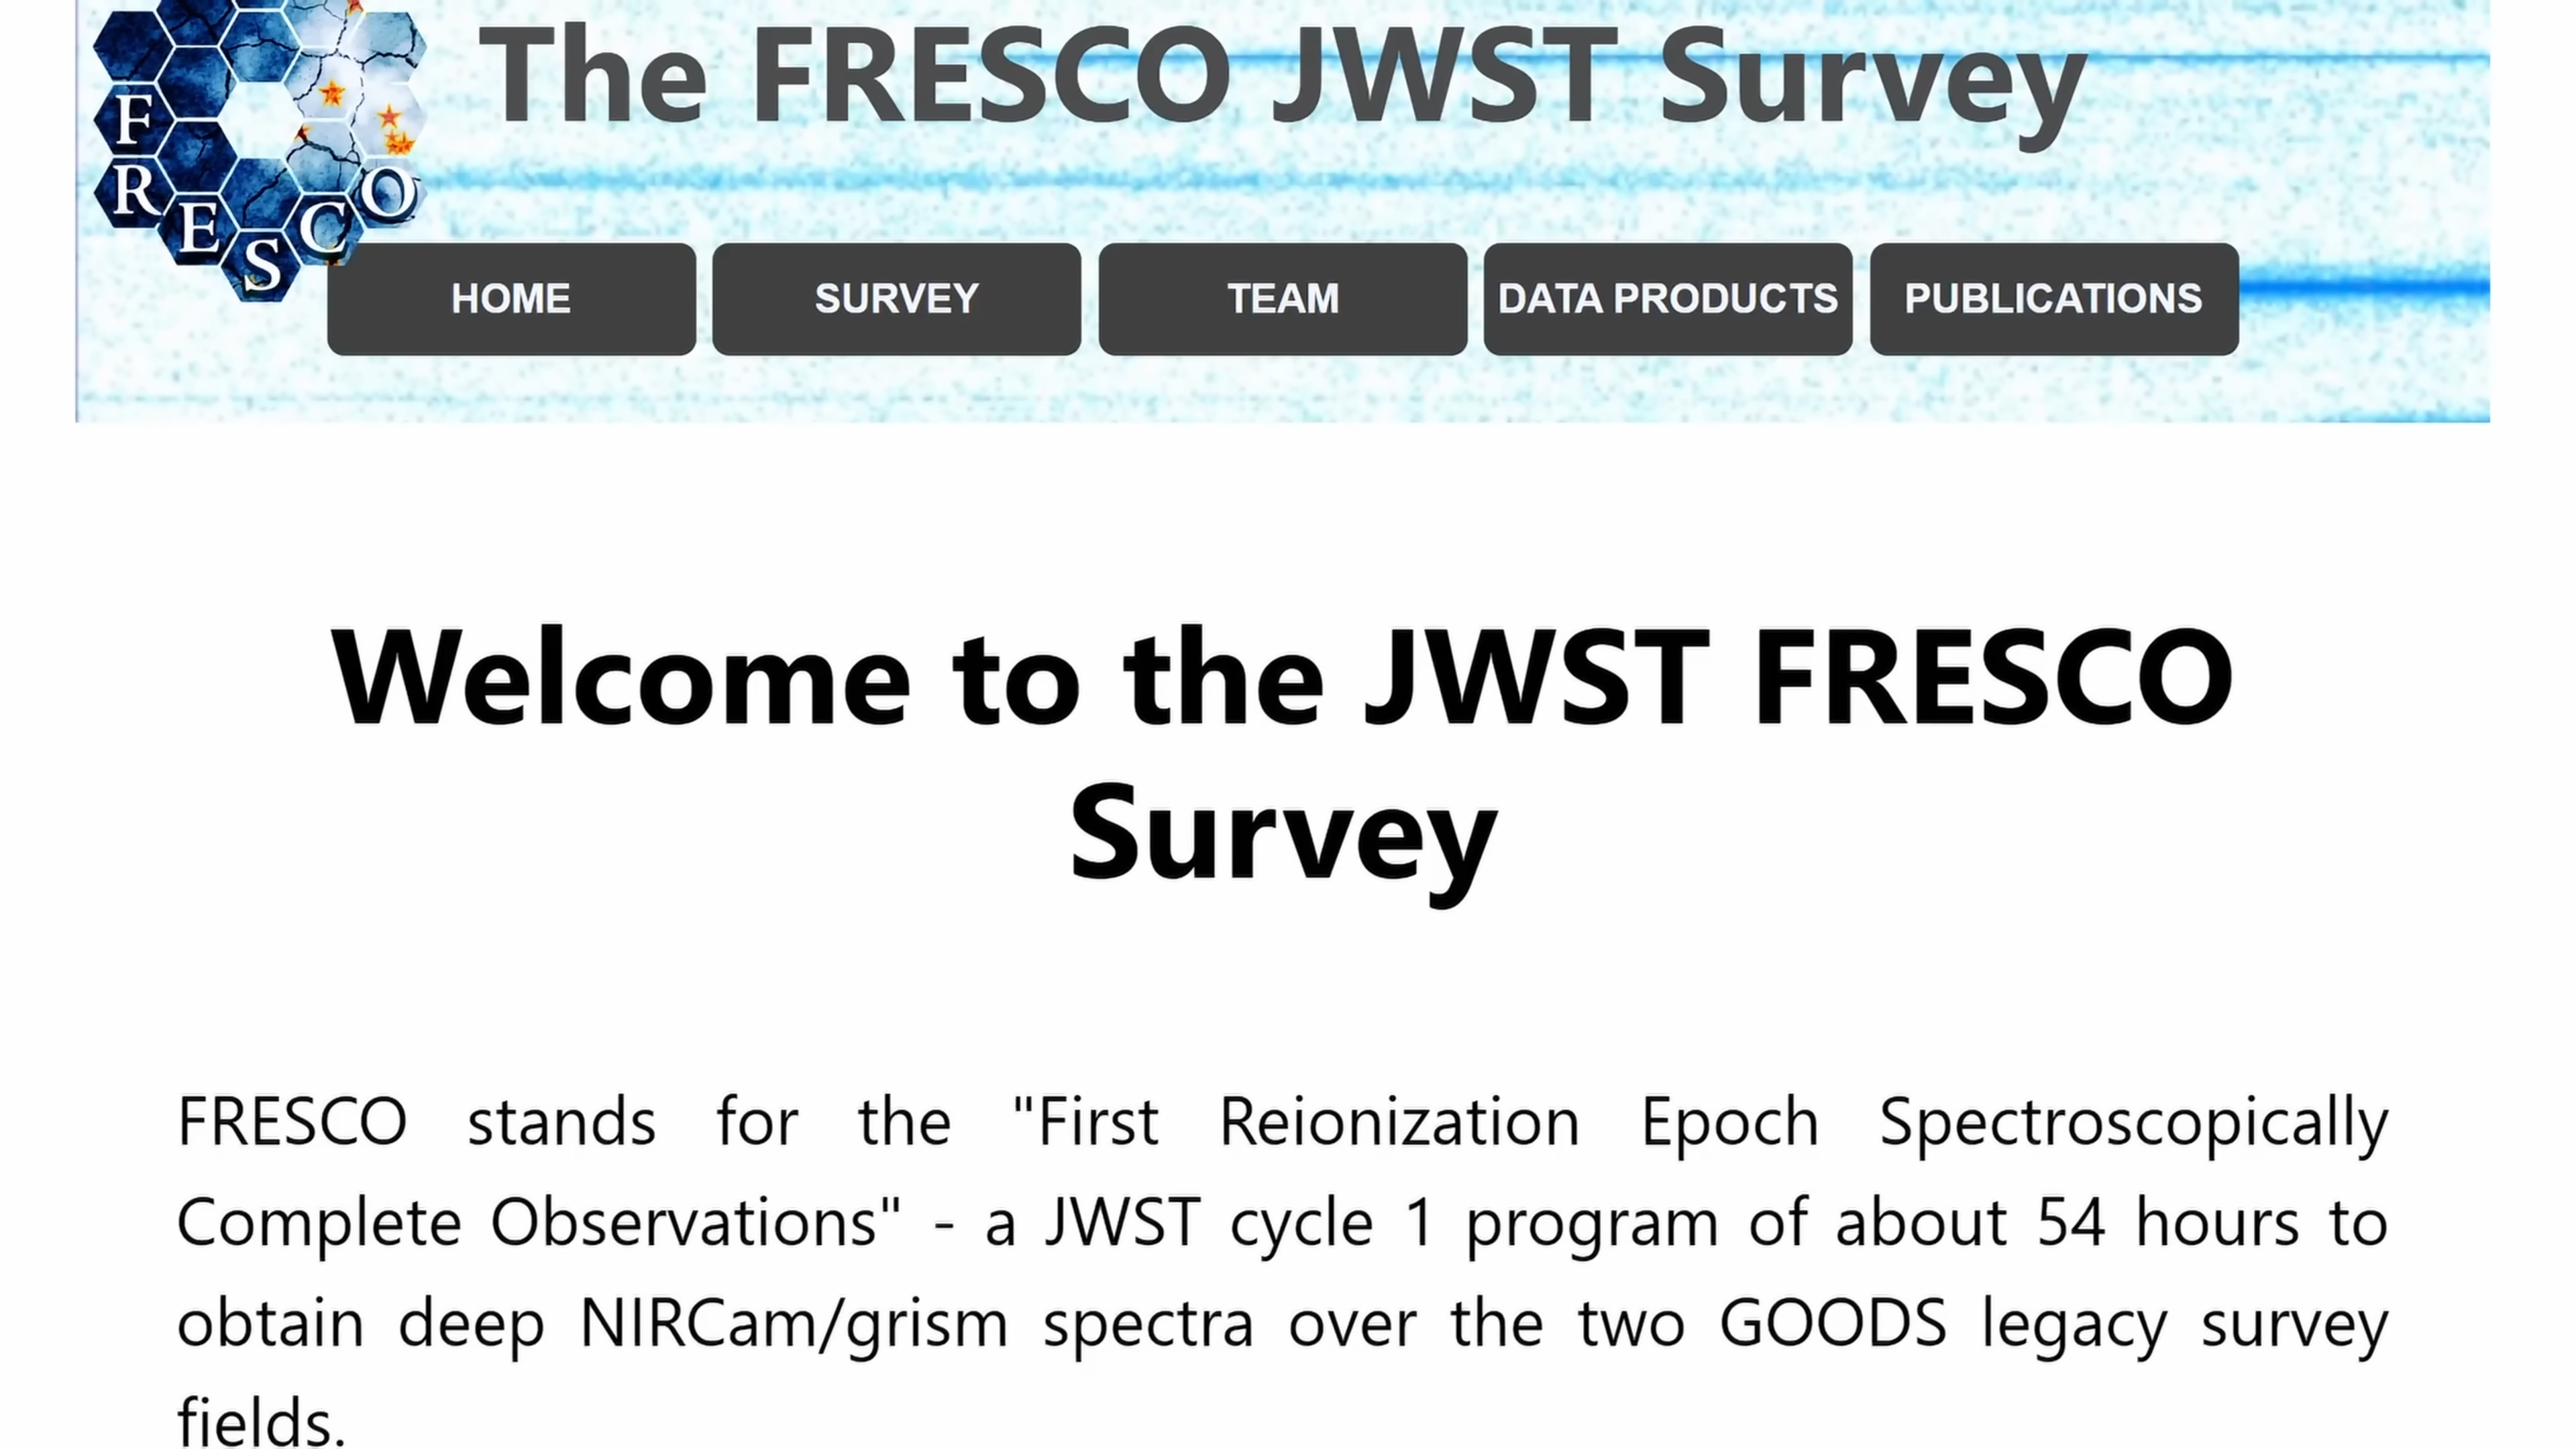 The FRESCO JWST Survey
FRESCO
HOME SURVEY TEAM DATA PRODUCTS PUBLICATIONS
Welcome to the JWST FRESCO
Survey
FRESCO stands for the "First Reionization Epoch Spectroscopically
Complete Observations" - a JWST cycle 1 program of about 54 hours to
obtain deep NIRCam/grism spectra over the two GOODS legacy survey
fields.